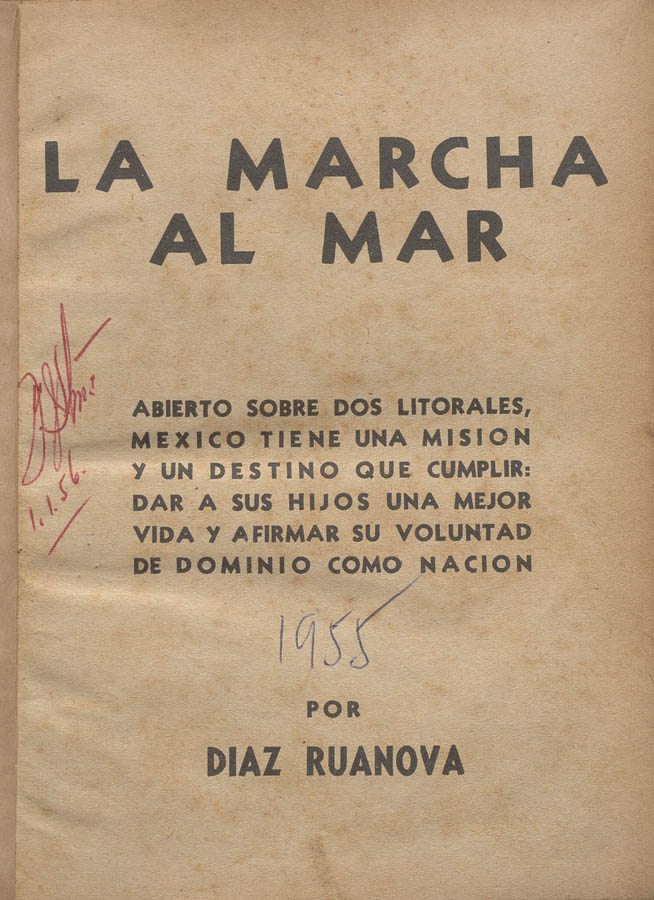 LA MARCHA
AL MAR
ABIERTO SOBRE DOS LITORALES,
MEXICO TIENE UNA MISION
Y UN DESTINO QUE CUMPLIR:
DAR A SUS HIJOS UNA MEJOR
VIDA Y AFIRMAR SU VOLUNTAD
DE DOMINIO COMO NACION
1.1.56.
1955
POR
DIAZ RUANOVA